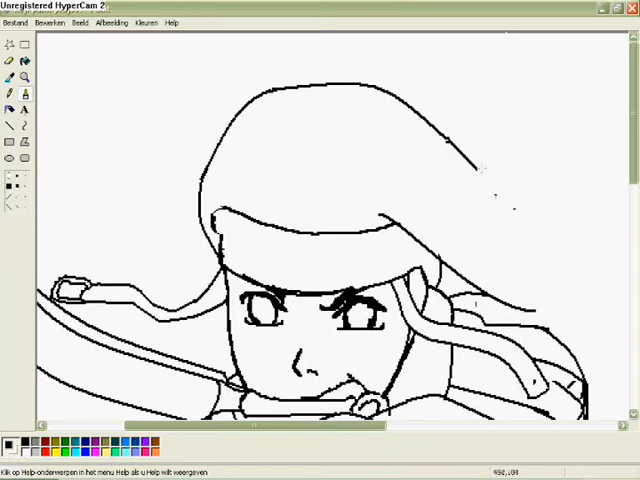 Unregistered HyperCam 2
Bestand Bewerken Beeld Afbeelding Kleuren Help
A
Klik op Help-onderwerpen in het menu Help als u Help wilt weergeven